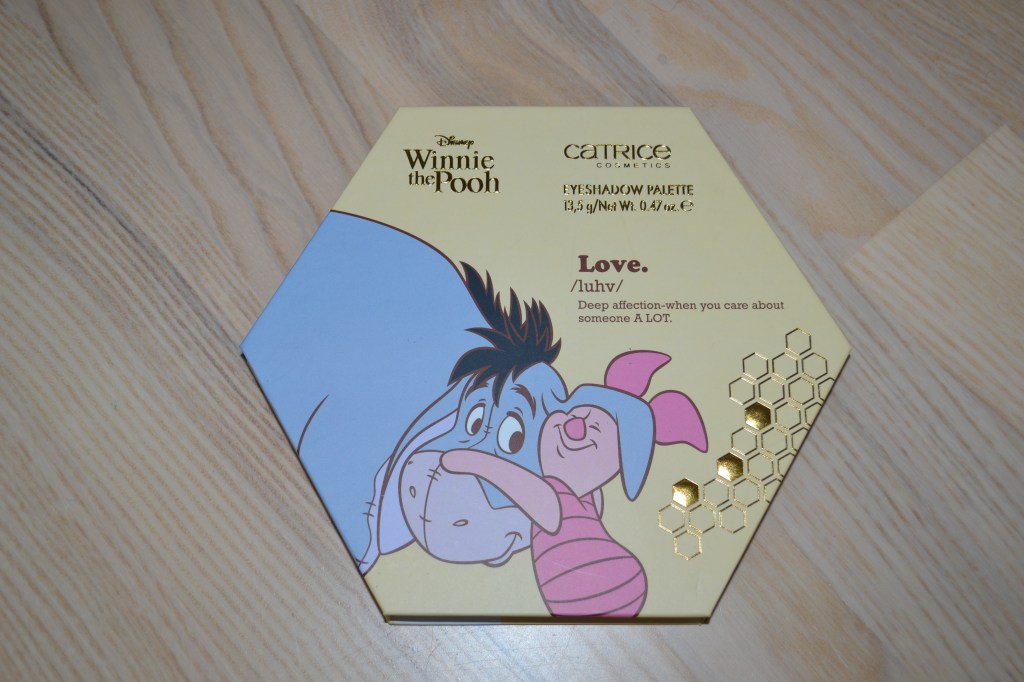 Disney
Winnie
the Pooh
CATRICE
COSMETICS
EYESHADOW PALETTE
13,5 g/Net Wt. 0.47 oz. ℮
Love.
/luhv/
Deep affection-when you care about
someone A LOT.